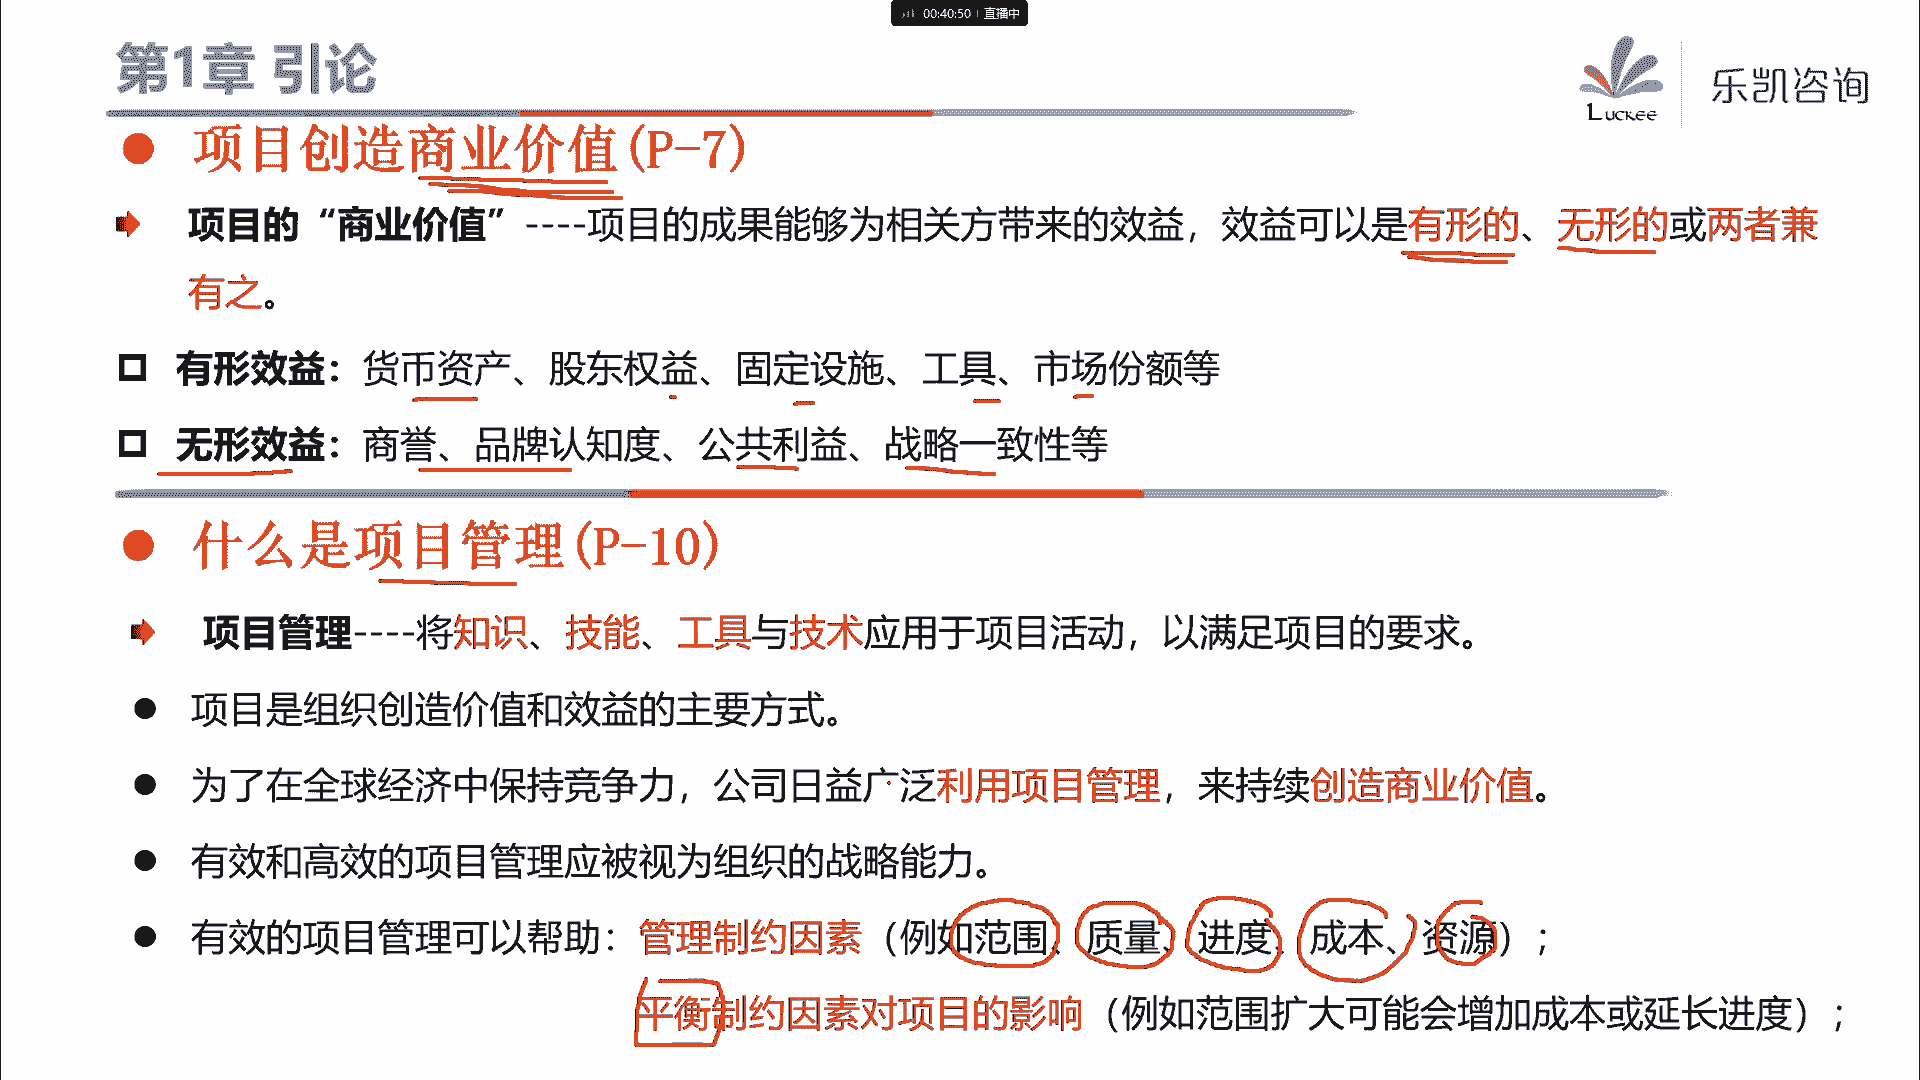 00:40:50 | 直播中
第1章 引论
Luckee 乐凯咨询
● 项目创造商业价值(P-7)
项目的“商业价值”----项目的成果能够为相关方带来的效益，效益可以是有形的、无形的或两者兼
有之。
有形效益：货币资产、股东权益、固定设施、工具、市场份额等
无形效益：商誉、品牌认知度、公共利益、战略一致性等
● 什么是项目管理(P-10)
项目管理----将知识、技能、工具与技术应用于项目活动，以满足项目的要求。
● 项目是组织创造价值和效益的主要方式。
● 为了在全球经济中保持竞争力，公司日益广泛利用项目管理，来持续创造商业价值。
● 有效和高效的项目管理应被视为组织的战略能力。
● 有效的项目管理可以帮助：管理制约因素（例如范围、质量、进度、成本、资源）；
平衡制约因素对项目的影响（例如范围扩大可能会增加成本或延长进度）；